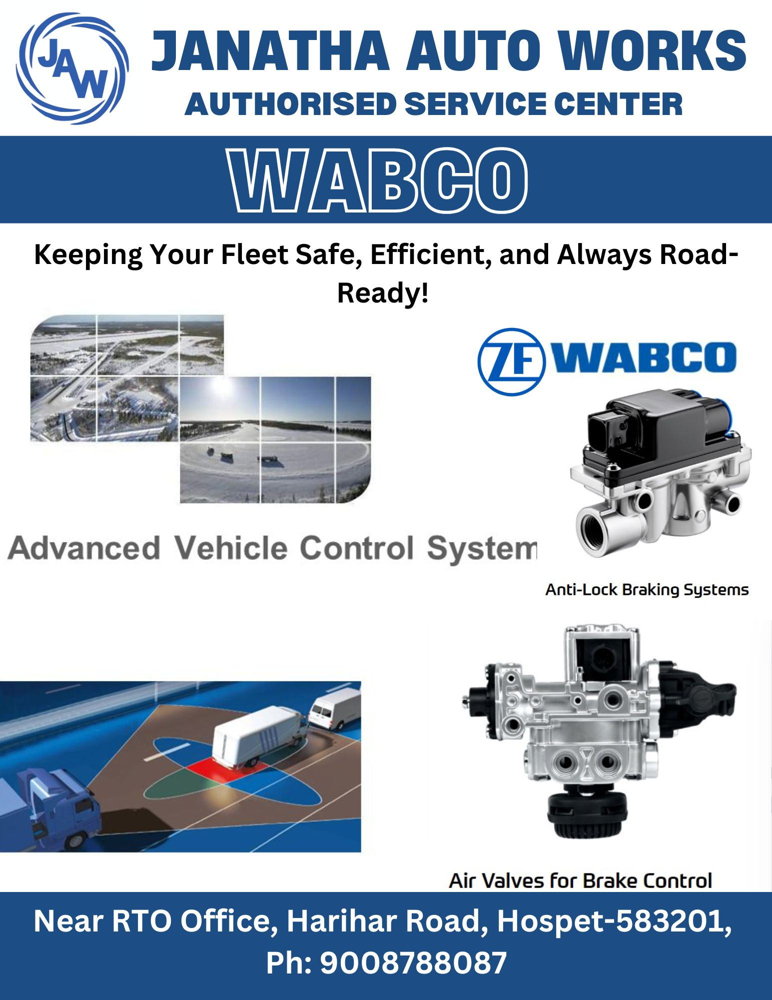 JAW
JANATHA AUTO WORKS
AUTHORISED SERVICE CENTER
WABCO
Keeping Your Fleet Safe, Efficient, and Always Road-
Ready!
ZF WABCO
Advanced Vehicle Control System
Anti-Lock Braking Systems
Air Valves for Brake Control
Near RTO Office, Harihar Road, Hospet-583201,
Ph: 9008788087